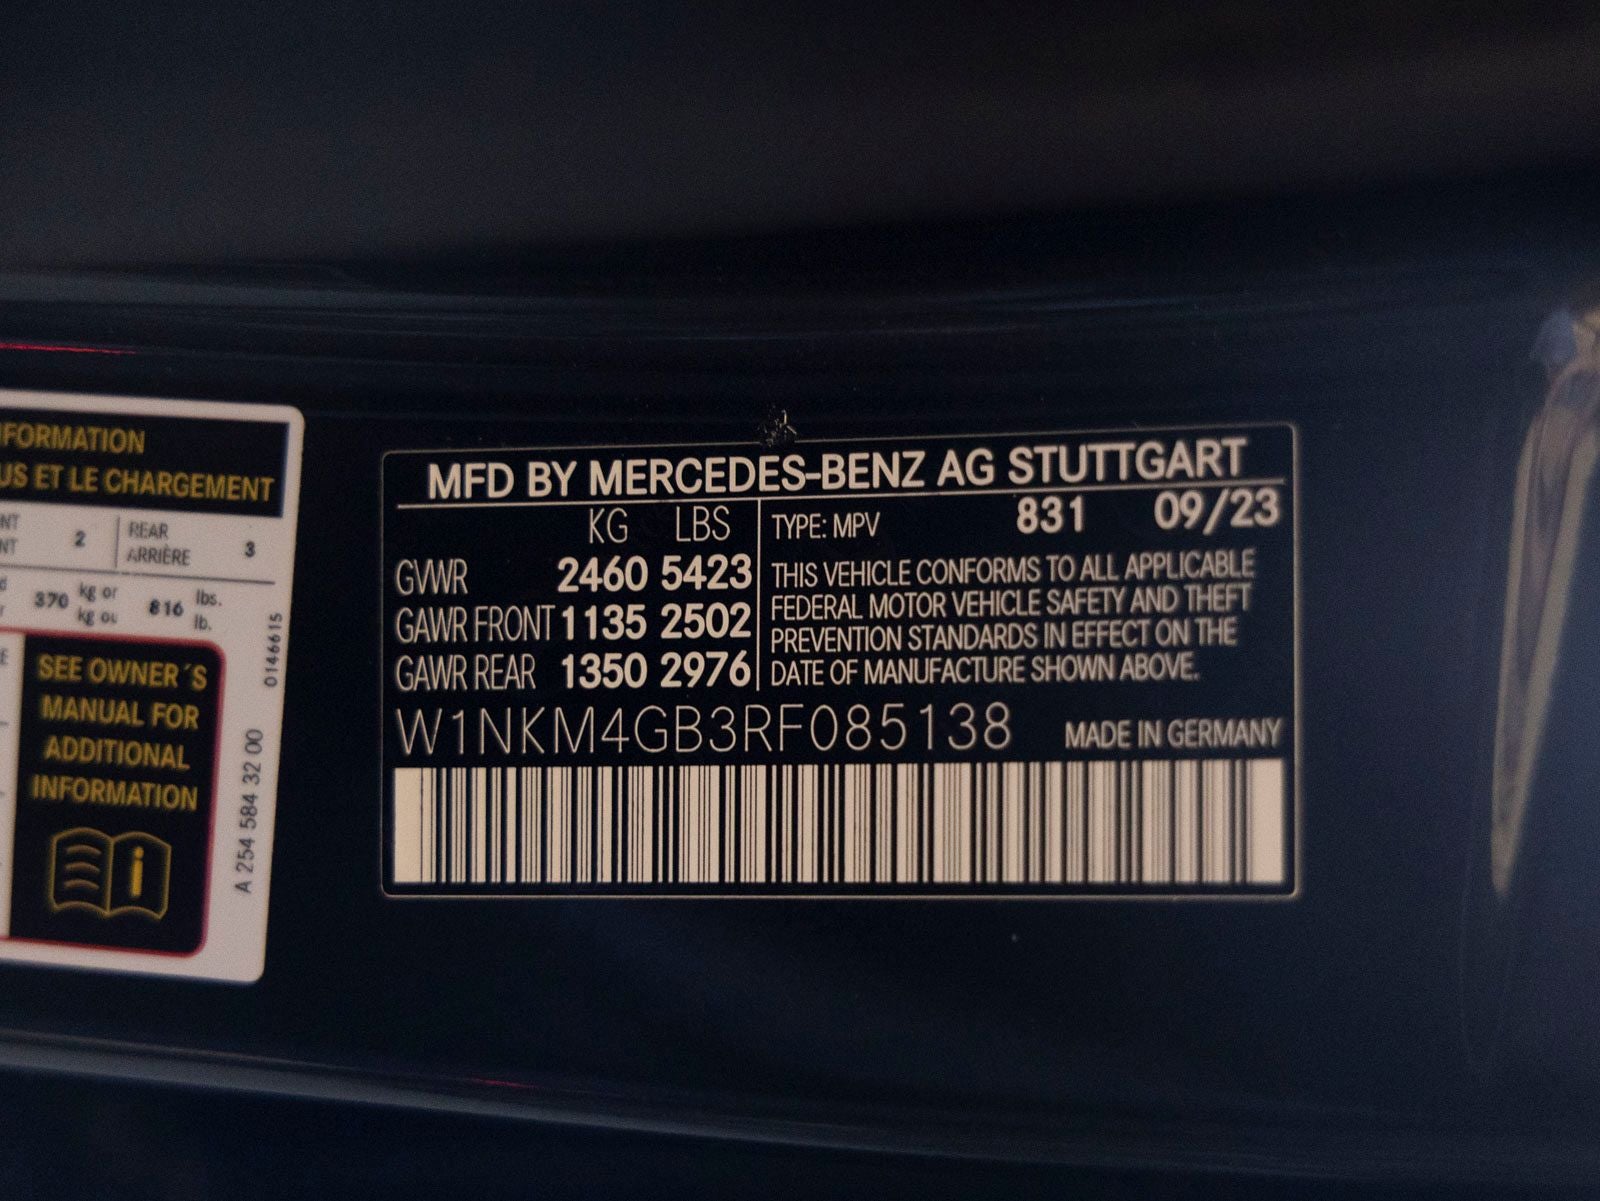 FORMATION
US ET LE CHARGEMENT
NT 2 REAR 3
NT ARRIÈRE
370 kg or 816 lbs.
kg ou lb.
SEE OWNER´S
MANUAL FOR
ADDITIONAL
INFORMATION
i
0146615
A 254 584 32 00
MFD BY MERCEDES-BENZ AG STUTTGART
KG LBS
GVWR 2460 5423
GAWR FRONT 1135 2502
GAWR REAR 1350 2976
TYPE: MPV 831 09/23
THIS VEHICLE CONFORMS TO ALL APPLICABLE
FEDERAL MOTOR VEHICLE SAFETY AND THEFT
PREVENTION STANDARDS IN EFFECT ON THE
DATE OF MANUFACTURE SHOWN ABOVE.
W1NKM4GB3RF085138 MADE IN GERMANY